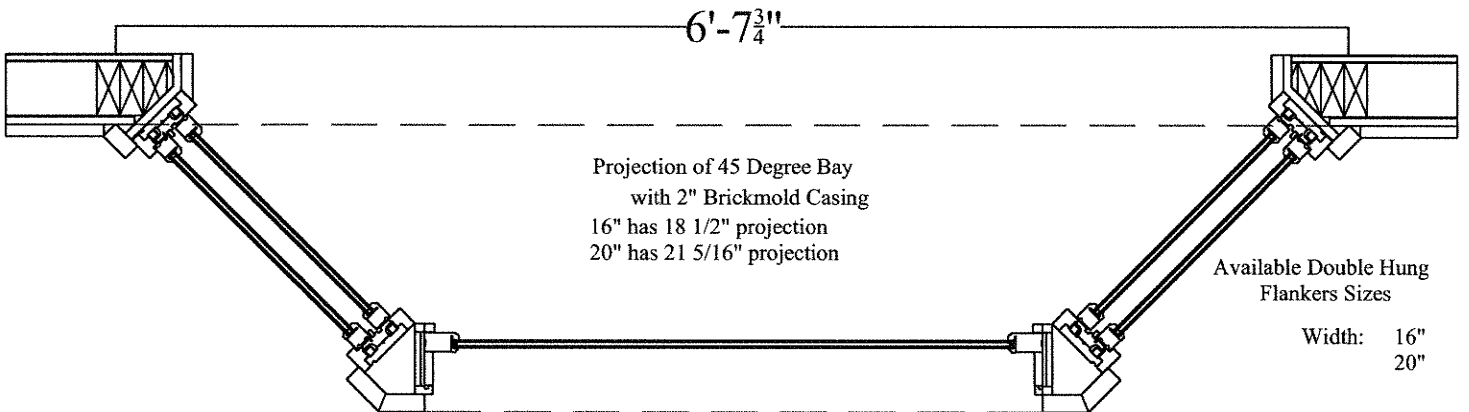 6'-7¾"
Projection of 45 Degree Bay
with 2" Brickmold Casing
16" has 18 1/2" projection
20" has 21 5/16" projection
Available Double Hung
Flankers Sizes
Width: 16"
20"